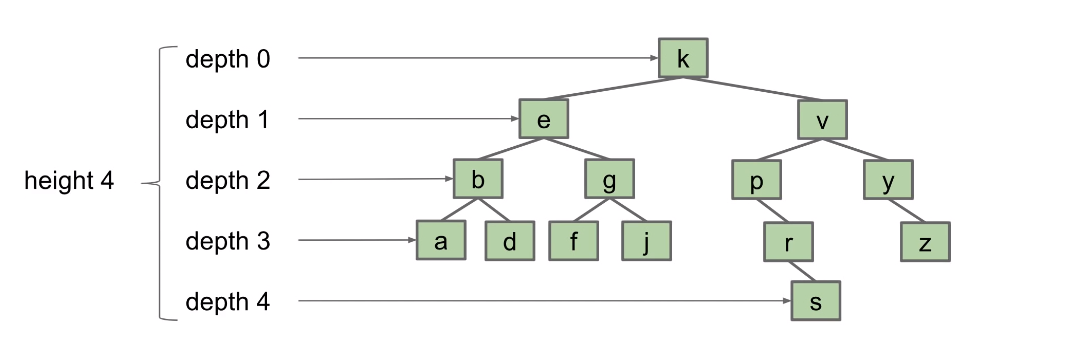 depth 0 k
depth 1 e v
height 4 depth 2 b g p y
depth 3 a d f j r z
depth 4 s